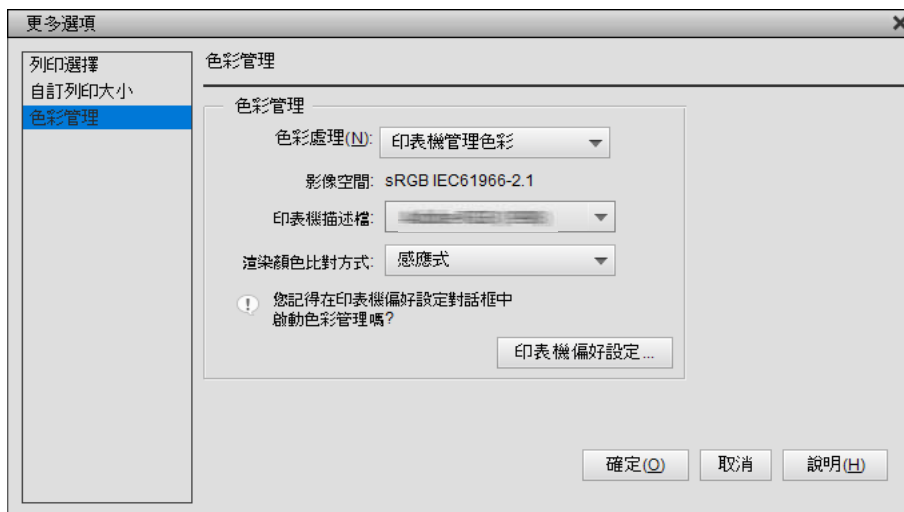 更多選項
列印選擇
自訂列印大小
色彩管理
色彩管理
色彩管理
色彩處理(N): 印表機管理色彩
影像空間: sRGB IEC61966-2.1
印表機描述檔:
渲染顏色比對方式: 感應式
您記得在印表機偏好設定對話框中
啟動色彩管理嗎?
印表機偏好設定...
確定(O) 取消 說明(H)